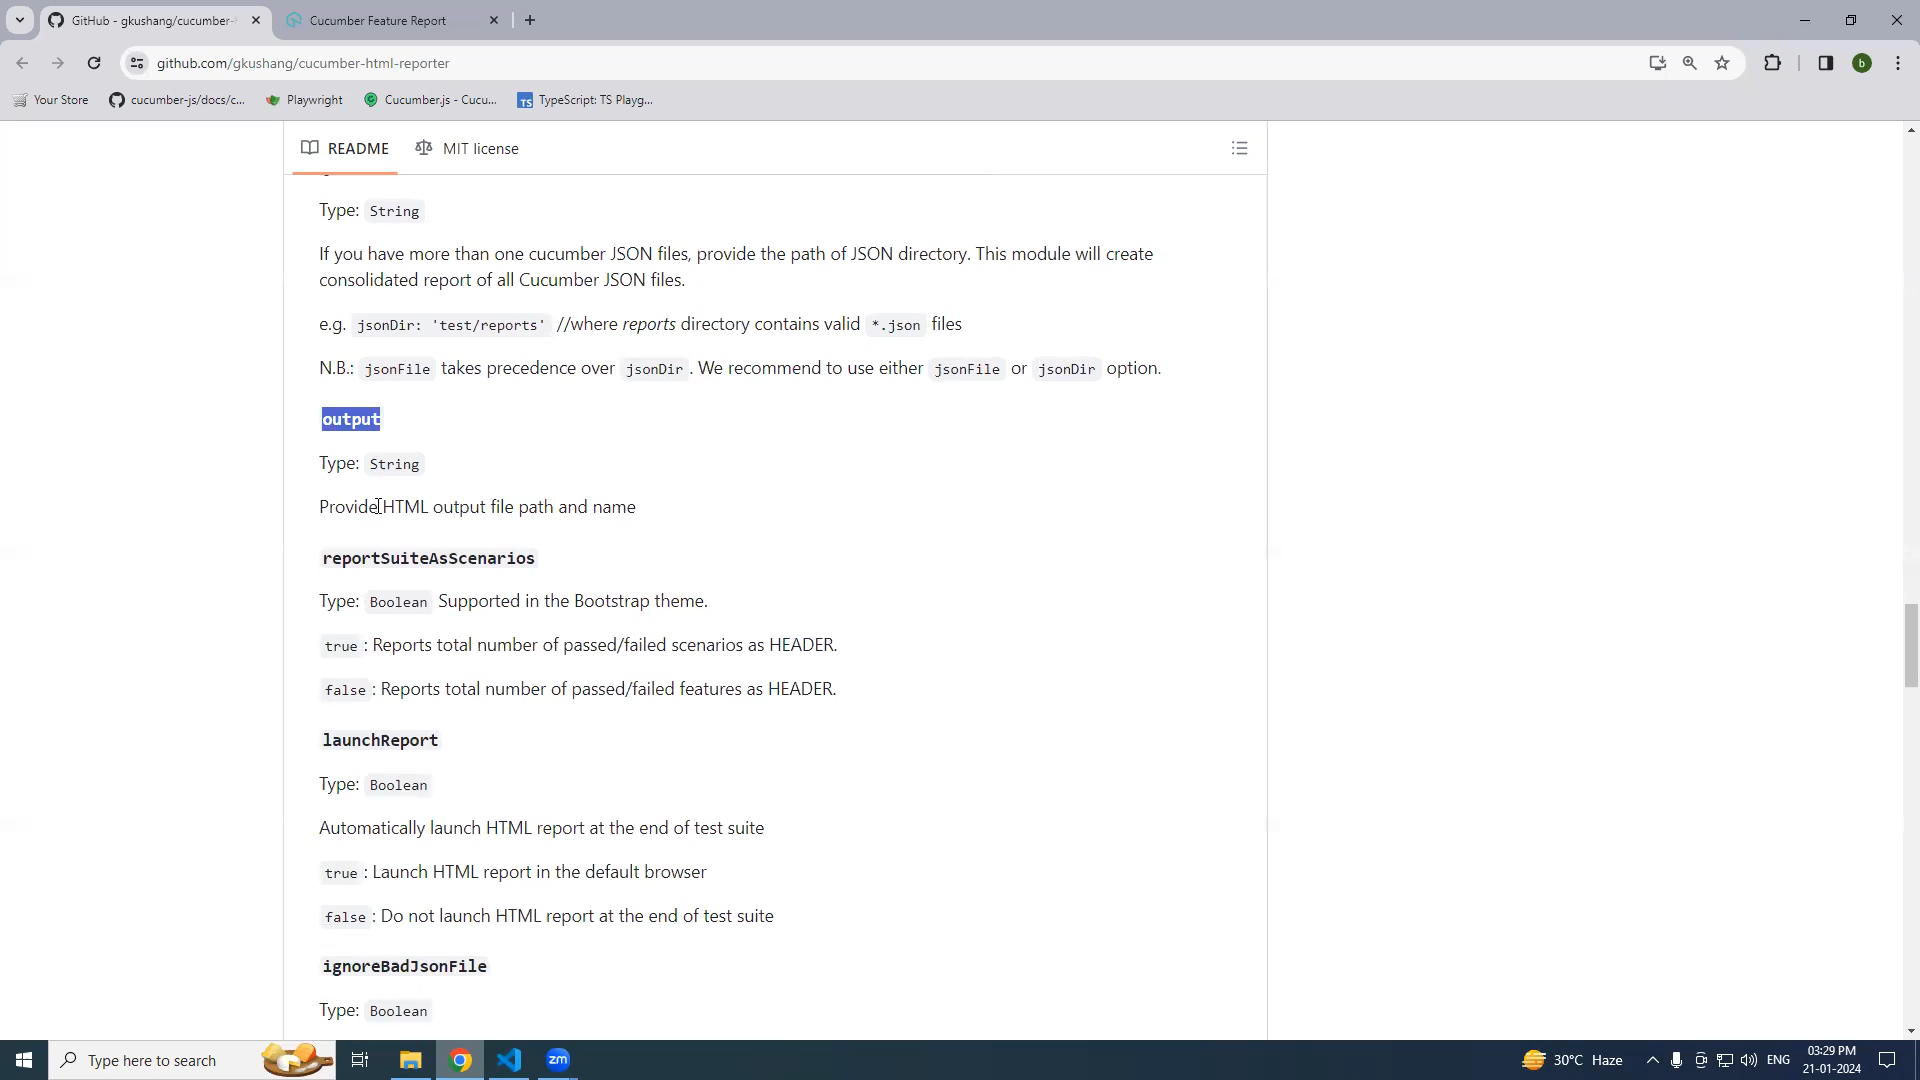 GitHub - gkushang/cucumber-
Cucumber Feature Report
github.com/gkushang/cucumber-html-reporter
b
Your Store
cucumber-js/docs/c...
Playwright
Cucumber.js - Cucu...
TS
TypeScript: TS Playg...
README
MIT license
Type: String
If you have more than one cucumber JSON files, provide the path of JSON directory. This module will create
consolidated report of all Cucumber JSON files.
e.g. jsonDir: 'test/reports' //where reports directory contains valid *.json files
N.B.: jsonFile takes precedence over jsonDir. We recommend to use either jsonFile or jsonDir option.
output
Type: String
Provide HTML output file path and name
reportSuiteAsScenarios
Type: Boolean Supported in the Bootstrap theme.
true : Reports total number of passed/failed scenarios as HEADER.
false : Reports total number of passed/failed features as HEADER.
launchReport
Type: Boolean
Automatically launch HTML report at the end of test suite
true : Launch HTML report in the default browser
false : Do not launch HTML report at the end of test suite
ignoreBadJsonFile
Type: Boolean
Type here to search
zm
30°C Haze
ENG
03:29 PM
21-01-2024